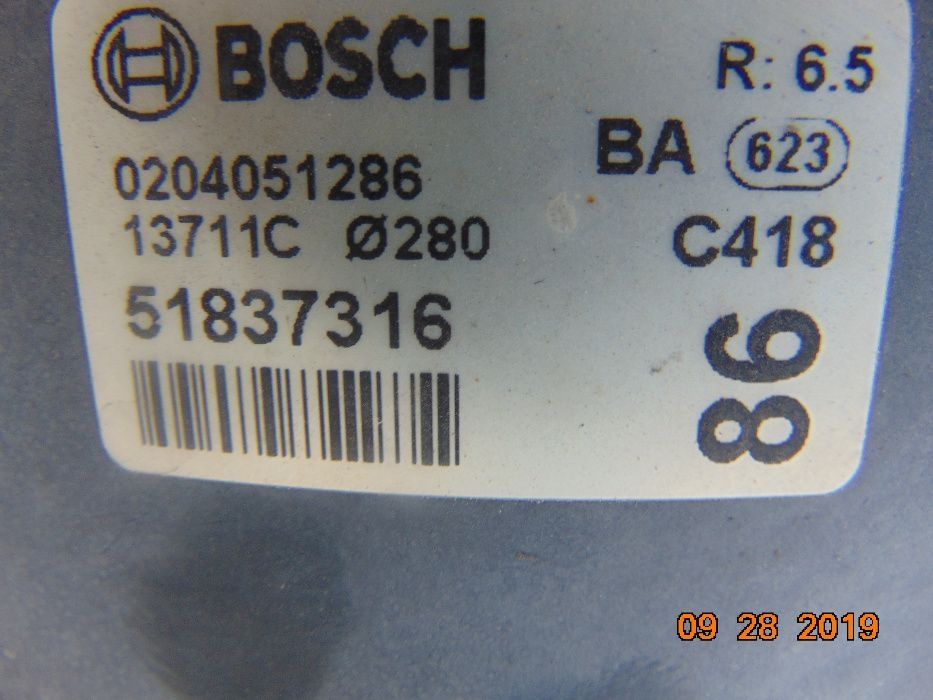 BOSCH
R: 6.5
BA 623
0204051286
13711C Ø280
C418
51837316
86
09 28 2019